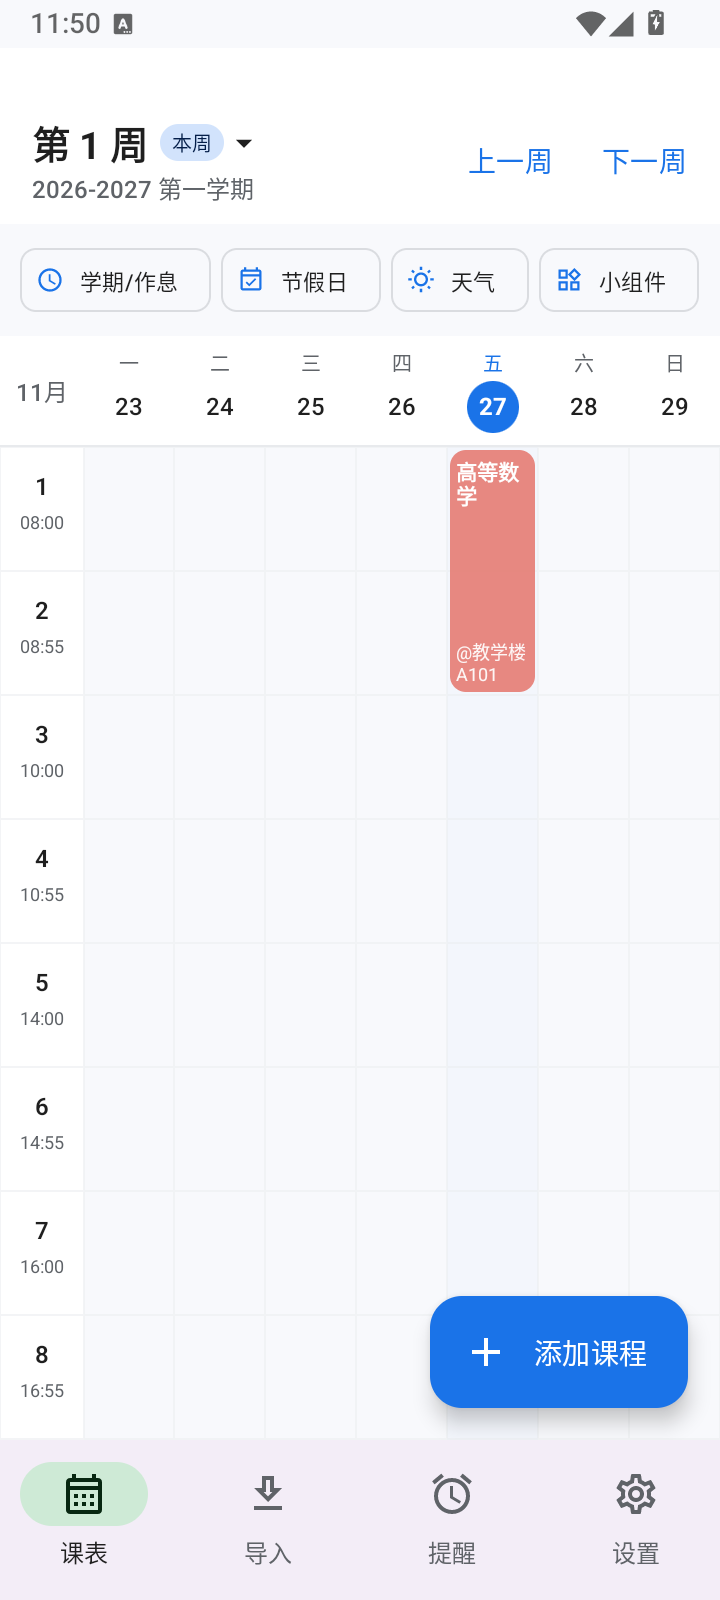 11:50
第 1 周 本周
2026-2027 第一学期
上一周 下一周
学期/作息 节假日 天气 小组件
11月
一 二 三 四 五 六 日
23 24 25 26 27 28 29
1
08:00
高等数
学
@教学楼
A101
2
08:55
3
10:00
4
10:55
5
14:00
6
14:55
7
16:00
8
16:55
添加课程
课表 导入 提醒 设置